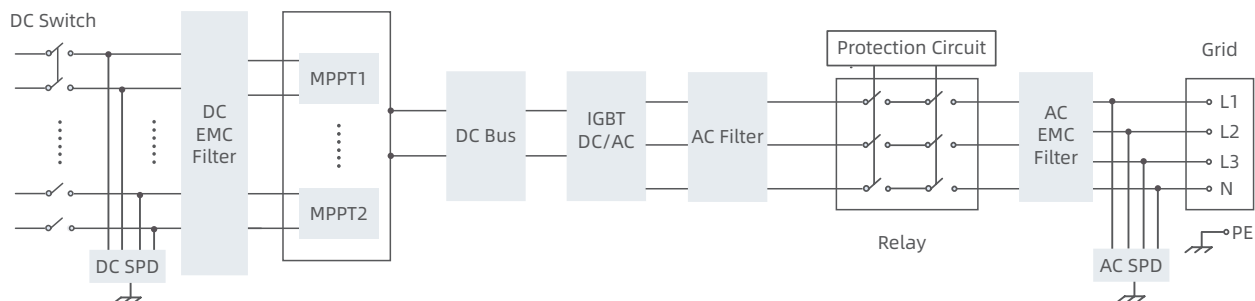 DC Switch
DC SPD
DC
EMC
Filter
MPPT1
MPPT2
DC Bus
IGBT
DC/AC
AC Filter
Protection Circuit
Relay
AC
EMC
Filter
Grid
L1
L2
L3
N
PE
AC SPD